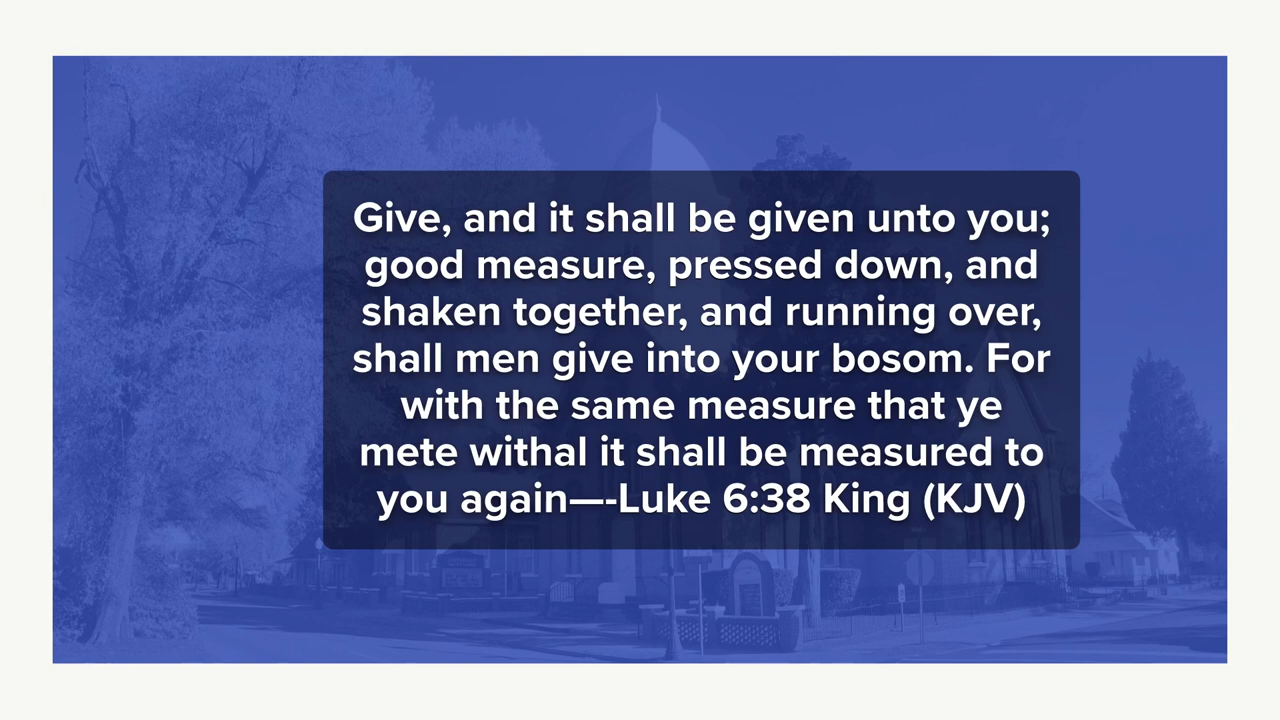 Give, and it shall be given unto you;
good measure, pressed down, and
shaken together, and running over,
shall men give into your bosom. For
with the same measure that ye
mete withal it shall be measured to
you again—-Luke 6:38 King (KJV)